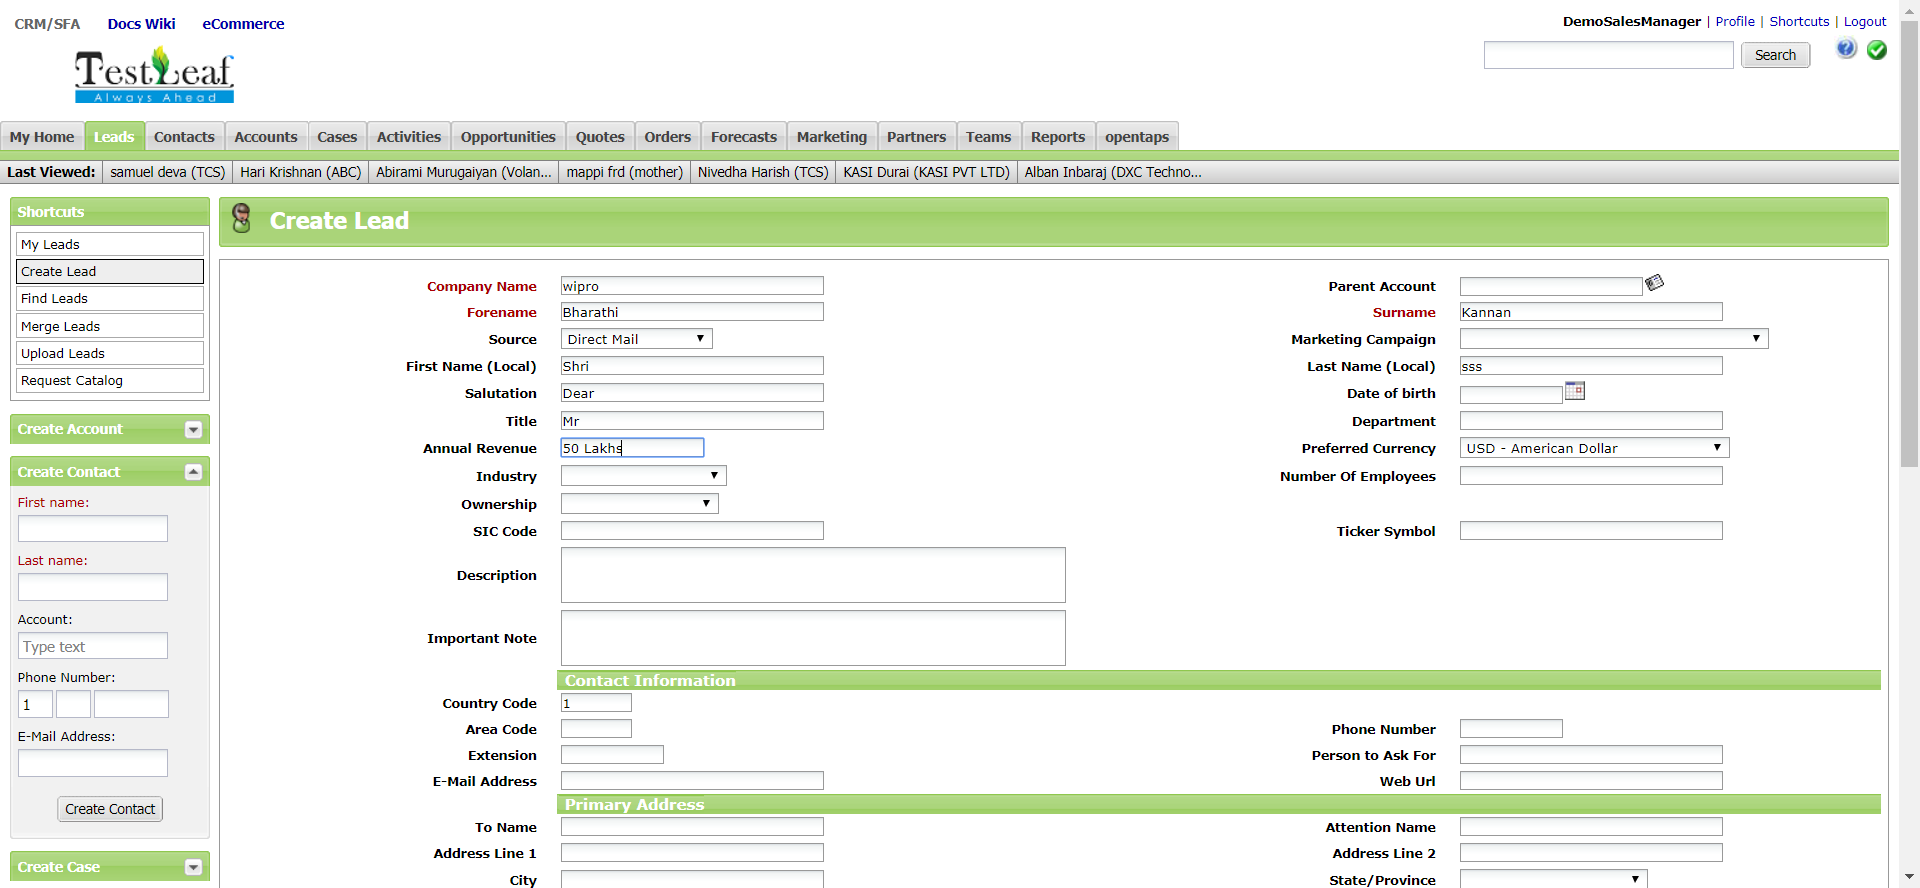 CRM/SFA Docs Wiki eCommerce
DemoSalesManager | Profile | Shortcuts | Logout
Search
TestLeaf
Always Ahead
My Home Leads Contacts Accounts Cases Activities Opportunities Quotes Orders Forecasts Marketing Partners Teams Reports opentaps
Last Viewed: samuel deva (TCS) Hari Krishnan (ABC) Abirami Murugaiyan (Volan... mappi frd (mother) Nivedha Harish (TCS) KASI Durai (KASI PVT LTD) Alban Inbaraj (DXC Techno...
Shortcuts
My Leads
Create Lead
Find Leads
Merge Leads
Upload Leads
Request Catalog
Create Account
Create Contact
First name:
Last name:
Account:
Type text
Phone Number:
1
E-Mail Address:
Create Contact
Create Case
Create Lead
Company Name wipro Parent Account
Forename Bharathi Surname Kannan
Source Direct Mail Marketing Campaign
First Name (Local) Shri Last Name (Local) sss
Salutation Dear Date of birth
Title Mr Department
Annual Revenue 50 Lakhs Preferred Currency USD - American Dollar
Industry Number Of Employees
Ownership
SIC Code Ticker Symbol
Description
Important Note
Contact Information
Country Code 1
Area Code Phone Number
Extension Person to Ask For
E-Mail Address Web Url
Primary Address
To Name Attention Name
Address Line 1 Address Line 2
City State/Province